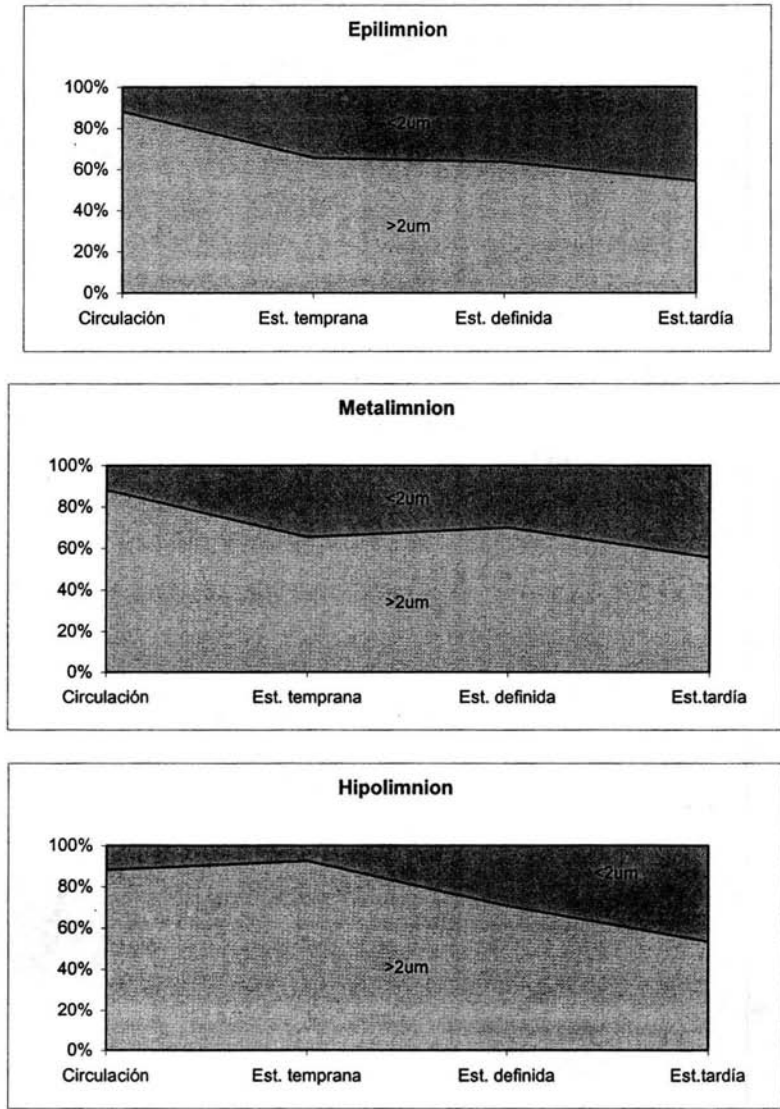 Epilimnion
100%
80%
60%
40%
20%
0%
<2um
>2um
Circulación Est. temprana Est. definida Est.tardía
Metalimnion
100%
80%
60%
40%
20%
0%
<2um
>2um
Circulación Est. temprana Est. definida Est.tardía
Hipolimnion
100%
80%
60%
40%
20%
0%
<2um
>2um
Circulación Est. temprana Est. definida Est.tardía